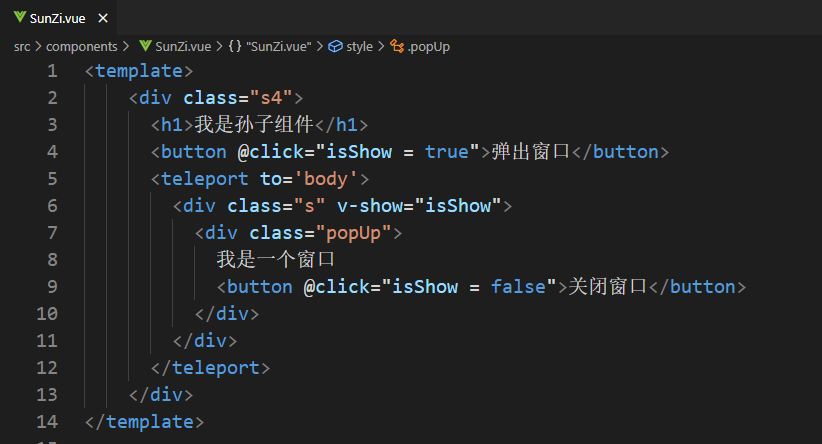 SunZi.vue ×
src > components > SunZi.vue > {} "SunZi.vue" > style > .popUp
1 <template>
2 <div class="s4">
3 <h1>我是孙子组件</h1>
4 <button @click="isShow = true">弹出窗口</button>
5 <teleport to='body'>
6 <div class="s" v-show="isShow">
7 <div class="popUp">
8 我是一个窗口
9 <button @click="isShow = false">关闭窗口</button>
10 </div>
11 </div>
12 </teleport>
13 </div>
14 </template>